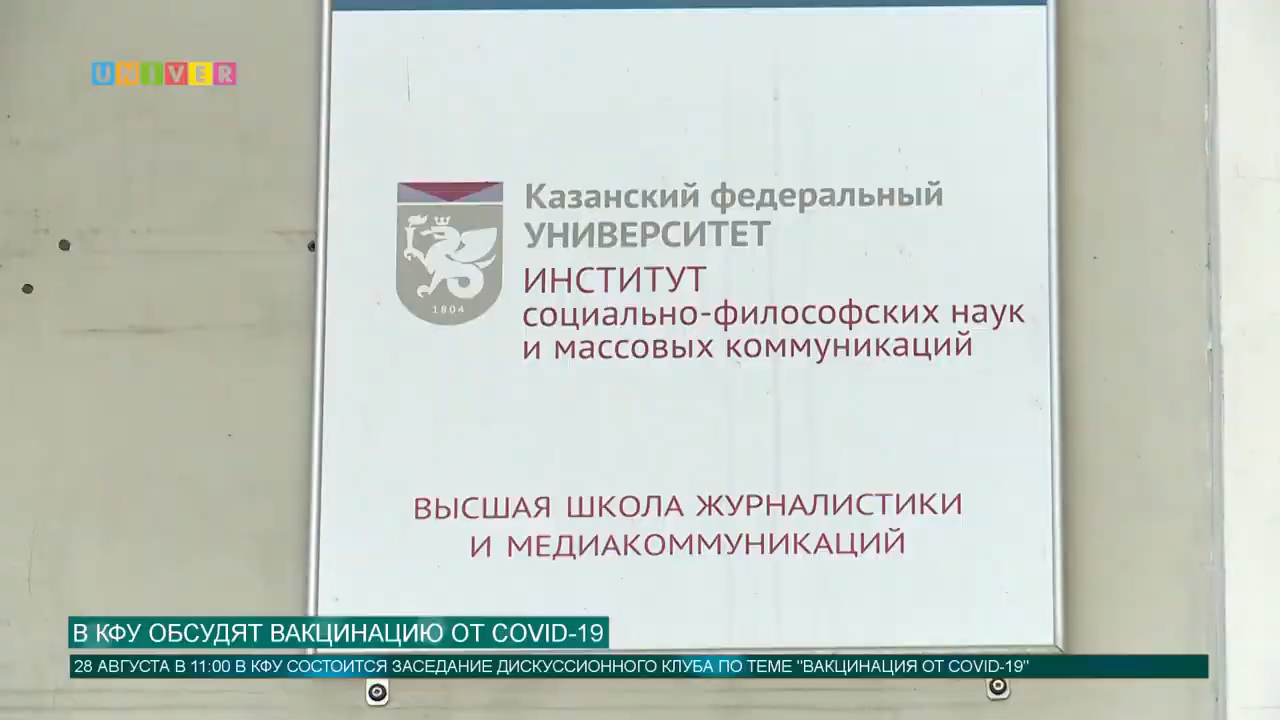 UNIVER
Казанский федеральный
УНИВЕРСИТЕТ
ИНСТИТУТ
социально-философских наук
и массовых коммуникаций
1804
ВЫСШАЯ ШКОЛА ЖУРНАЛИСТИКИ
И МЕДИАКОММУНИКАЦИЙ
В КФУ ОБСУДЯТ ВАКЦИНАЦИЮ ОТ COVID-19
28 АВГУСТА В 11:00 В КФУ СОСТОИТСЯ ЗАСЕДАНИЕ ДИСКУССИОННОГО КЛУБА ПО ТЕМЕ "ВАКЦИНАЦИЯ ОТ COVID-19"